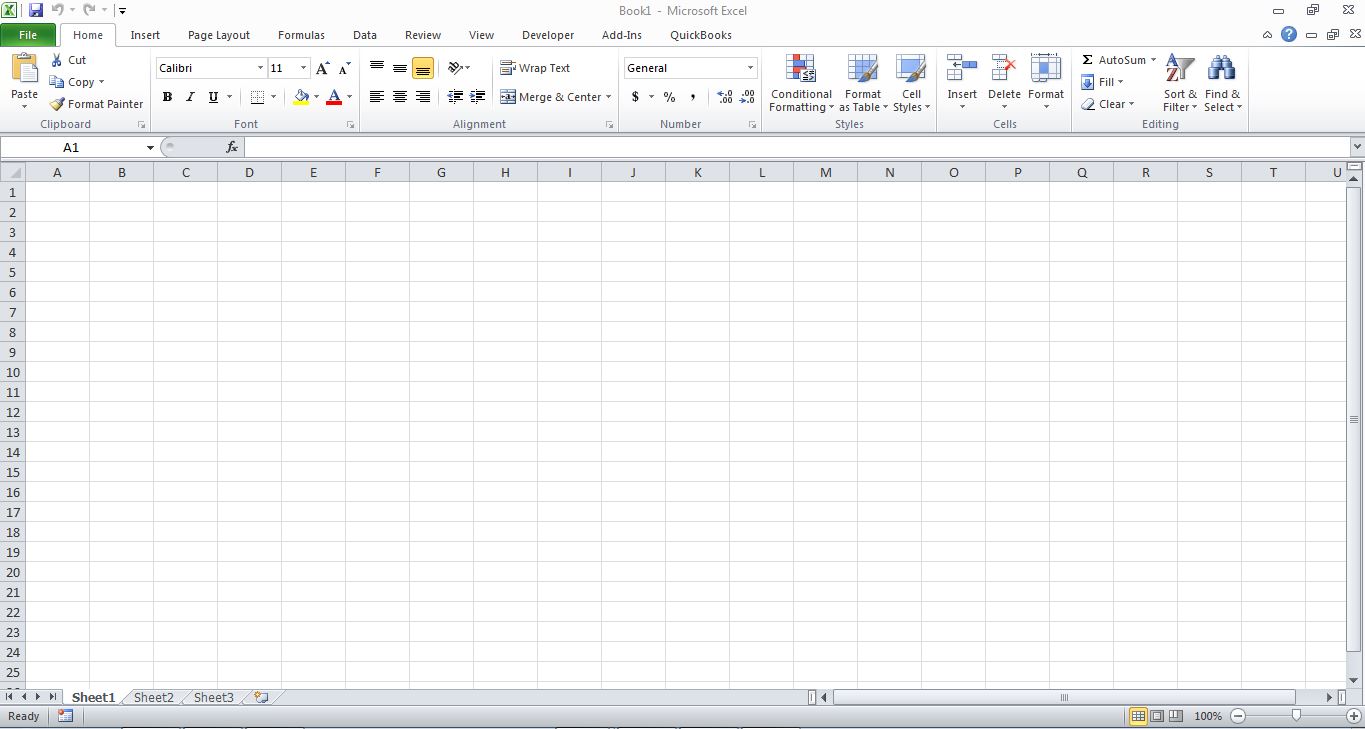 Book1 - Microsoft Excel
File Home Insert Page Layout Formulas Data Review View Developer Add-Ins QuickBooks
Paste
Cut
Copy
Format Painter
Clipboard
Calibri 11 A A
B I U A
Font
Wrap Text
Merge & Center
Alignment
General
$ % , .0 .00 .00 .0
Number
Conditional Formatting
Format as Table
Cell Styles
Styles
Insert Delete Format
Cells
Σ AutoSum
Fill
Clear
Sort & Filter
Find & Select
Editing
A1 fx
A B C D E F G H I J K L M N O P Q R S T U
1
2
3
4
5
6
7
8
9
10
11
12
13
14
15
16
17
18
19
20
21
22
23
24
25
Sheet1 Sheet2 Sheet3
Ready 100%